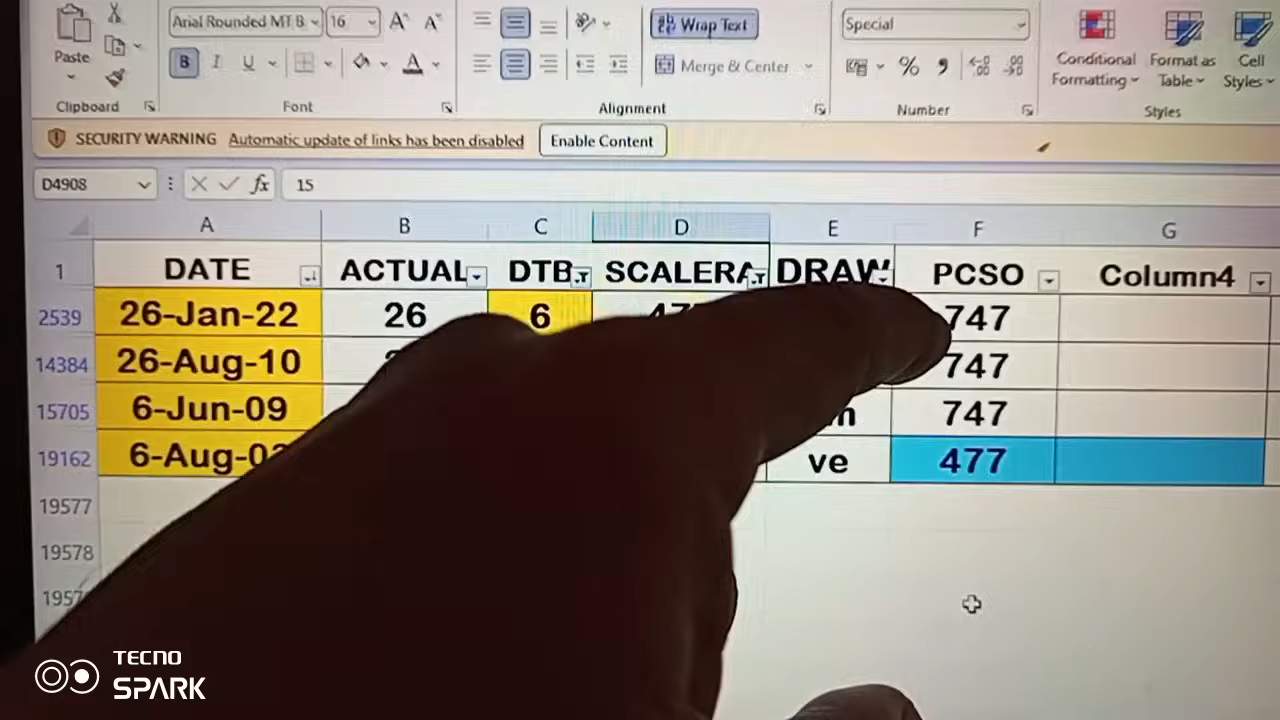 Arial Rounded MT B
16
Wrap Text
Special
Paste
Merge & Center
Conditional Formatting
Format as Table
Cell Styles
Clipboard
Font
Alignment
Number
Styles
SECURITY WARNING Automatic update of links has been disabled Enable Content
D4908 fx 15
A B C D E F G
1 DATE ACTUAL DTB SCALERA DRAW PCSO Column4
2539 26-Jan-22 26 6 747
14384 26-Aug-10 747
15705 6-Jun-09 747
19162 6-Aug- ve 477
19577
19578
TECNO
SPARK